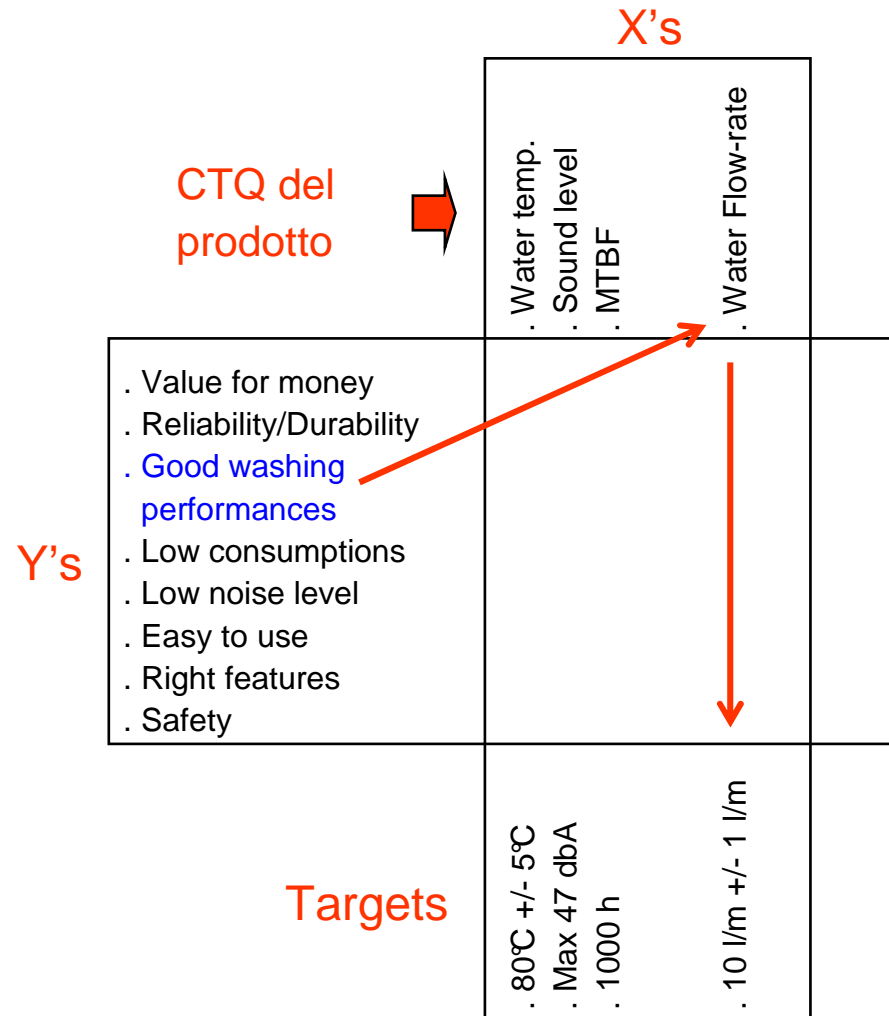 X’s
CTQ del
prodotto
. Water temp.
. Sound level
. MTBF
. Water Flow-rate
Y’s
. Value for money
. Reliability/Durability
. Good washing
performances
. Low consumptions
. Low noise level
. Easy to use
. Right features
. Safety
Targets
. 80°C +/- 5°C
. Max 47 dbA
. 1000 h
. 10 l/m +/- 1 l/m